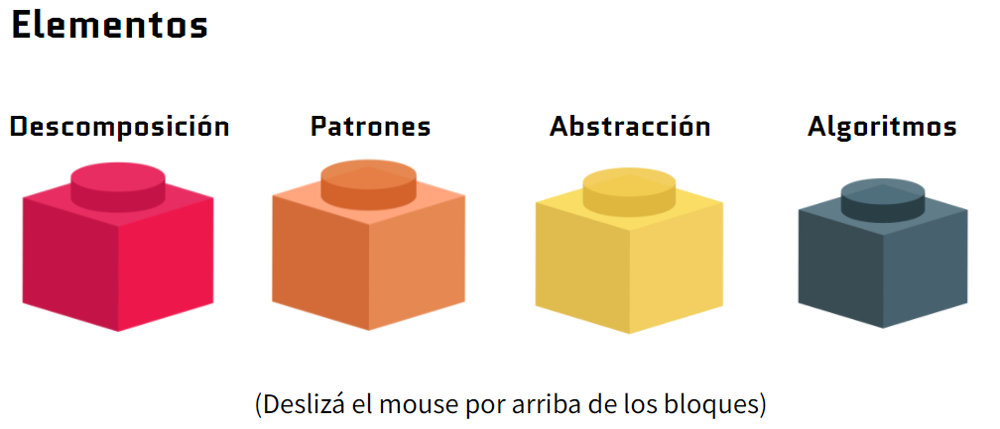 Elementos
Descomposición Patrones Abstracción Algoritmos
(Deslizá el mouse por arriba de los bloques)